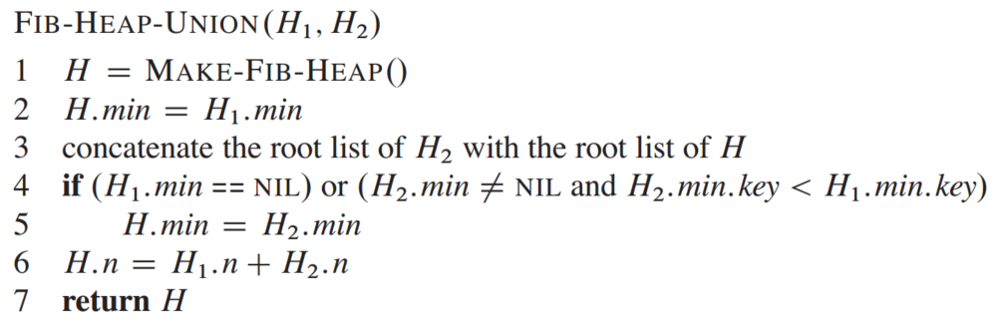 FIB-HEAP-UNION(H₁, H₂)
1 H = MAKE-FIB-HEAP()
2 H.min = H₁.min
3 concatenate the root list of H₂ with the root list of H
4 if (H₁.min == NIL) or (H₂.min ≠ NIL and H₂.min.key < H₁.min.key)
5 H.min = H₂.min
6 H.n = H₁.n + H₂.n
7 return H